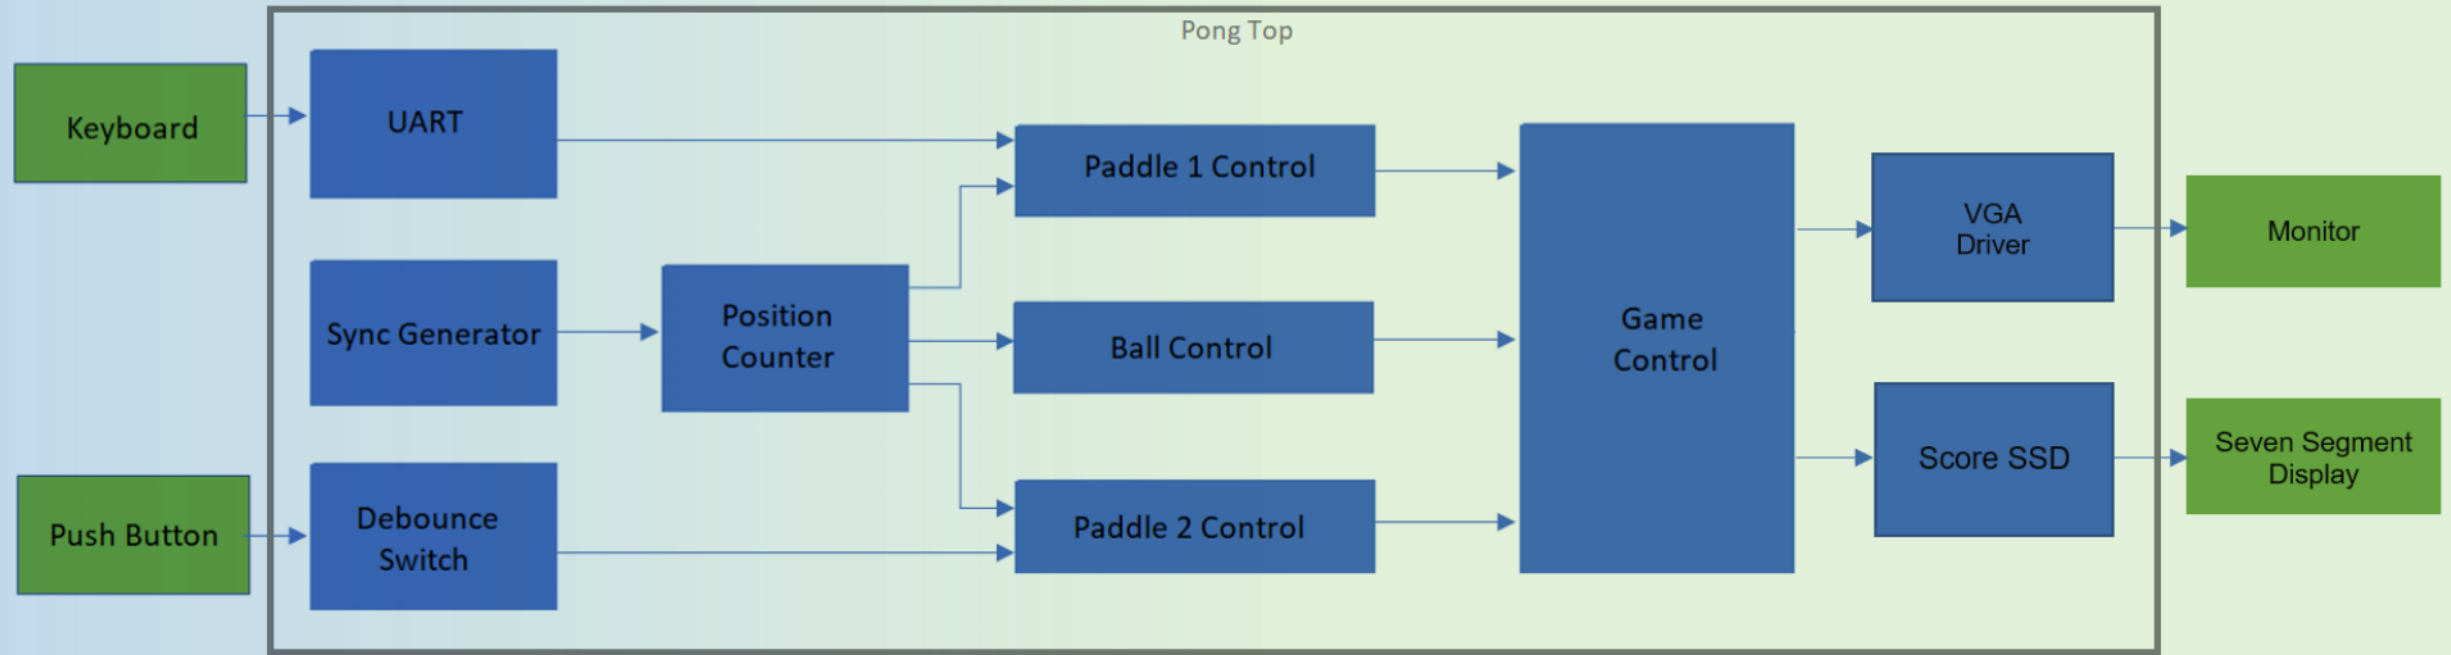 Pong Top
Keyboard
UART
Paddle 1 Control
VGA
Driver
Monitor
Sync Generator
Position
Counter
Ball Control
Game
Control
Push Button
Debounce
Switch
Paddle 2 Control
Score SSD
Seven Segment
Display